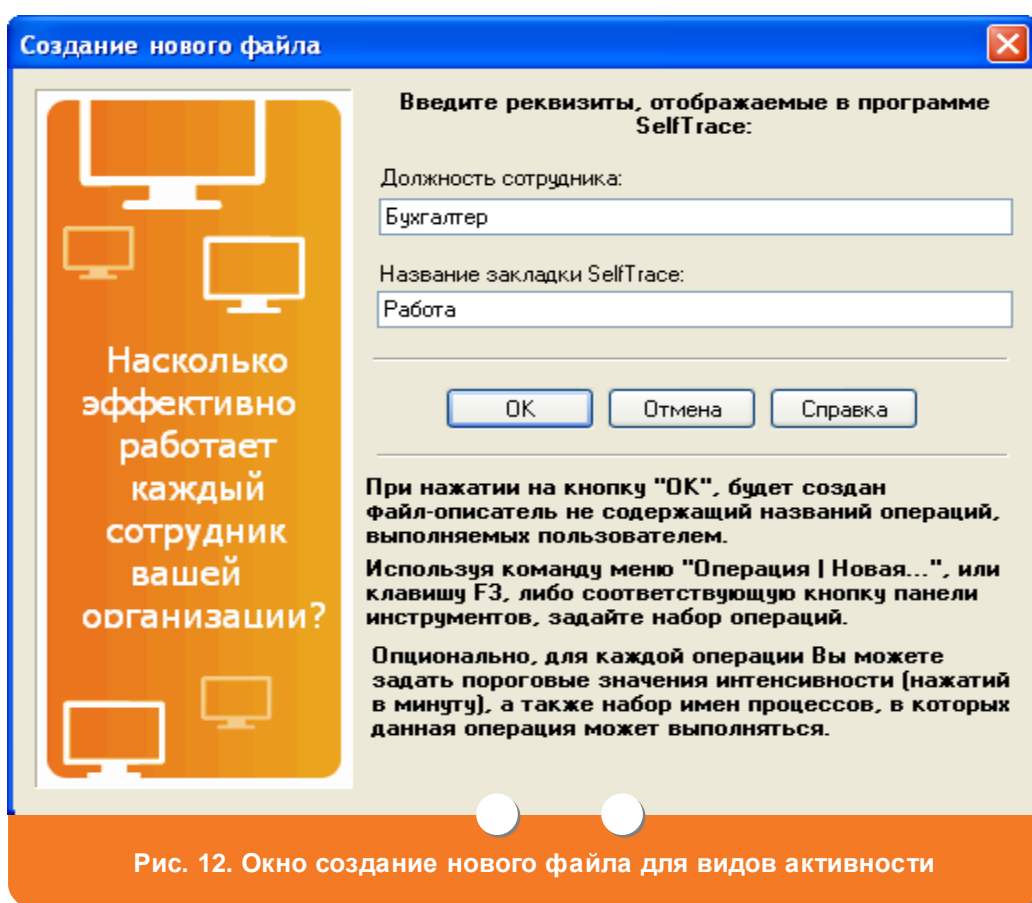 Создание нового файла
Насколько
эффективно
работает
каждый
сотрудник
вашей
организации?
Введите реквизиты, отображаемые в программе
SelfTrace:
Должность сотрудника:
Бухгалтер
Название закладки SelfTrace:
Работа
OK Отмена Справка
При нажатии на кнопку "OK", будет создан
файл-описатель не содержащий названий операций,
выполняемых пользователем.
Используя команду меню "Операция | Новая...", или
клавишу F3, либо соответствующую кнопку панели
инструментов, задайте набор операций.
Опционально, для каждой операции Вы можете
задать пороговые значения интенсивности (нажатий
в минуту), а также набор имен процессов, в которых
данная операция может выполняться.
Рис. 12. Окно создание нового файла для видов активности